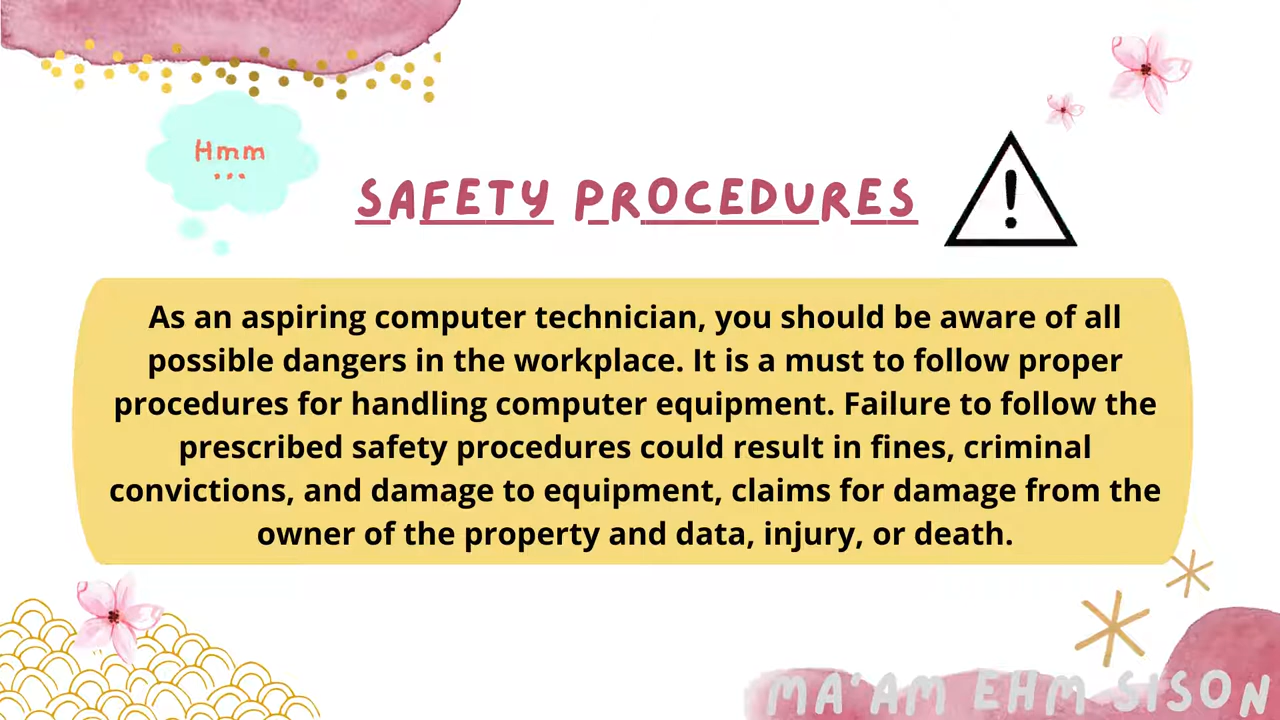 Hmm
...
SAFETY PROCEDURES
!
As an aspiring computer technician, you should be aware of all
possible dangers in the workplace. It is a must to follow proper
procedures for handling computer equipment. Failure to follow the
prescribed safety procedures could result in fines, criminal
convictions, and damage to equipment, claims for damage from the
owner of the property and data, injury, or death.
MA'AM EHM SISON